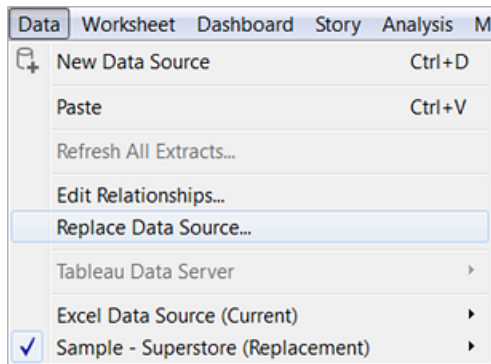 Data Worksheet Dashboard Story Analysis M
New Data Source Ctrl+D
Paste Ctrl+V
Refresh All Extracts...
Edit Relationships...
Replace Data Source...
Tableau Data Server
Excel Data Source (Current)
Sample - Superstore (Replacement)